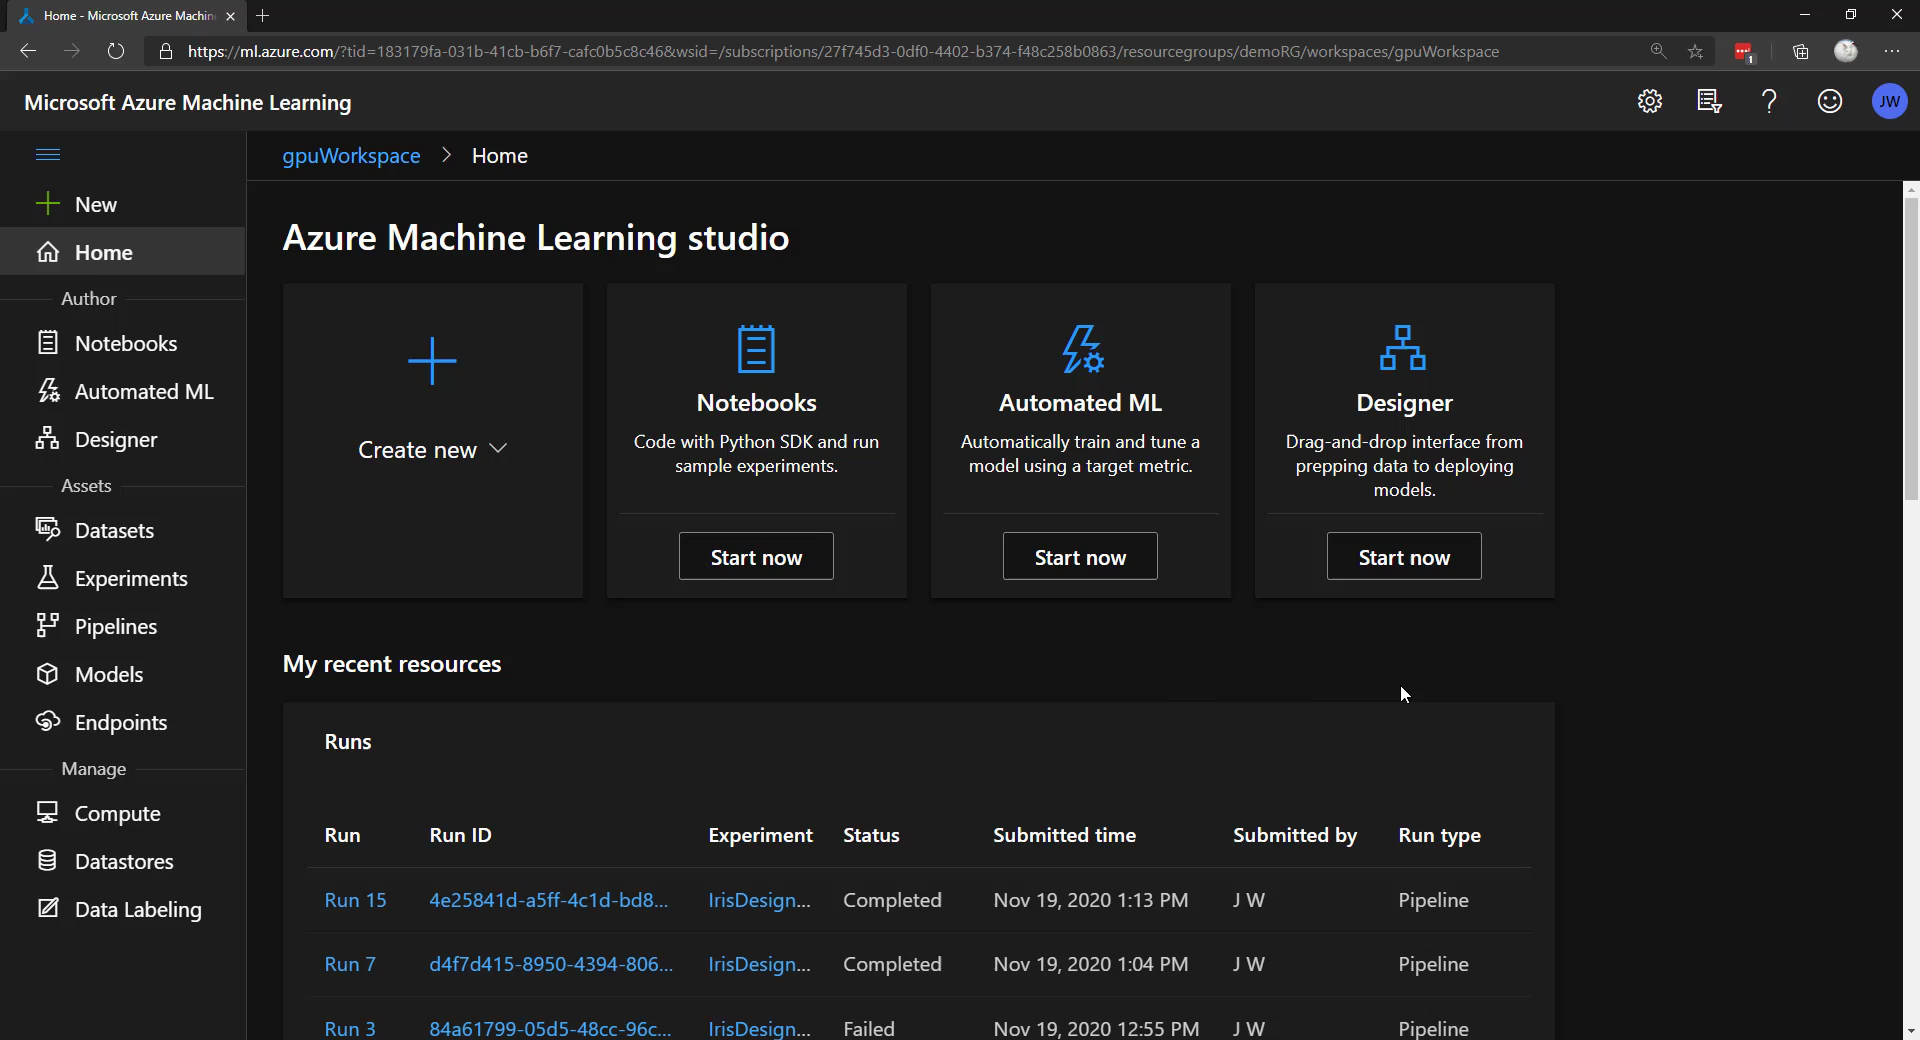 Home - Microsoft Azure Machin
https://ml.azure.com/?tid=183179fa-031b-41cb-b6f7-cafc0b5c8c46&wsid=/subscriptions/27f745d3-0df0-4402-b374-f48c258b0863/resourcegroups/demoRG/workspaces/gpuWorkspace
1
Microsoft Azure Machine Learning
JW
gpuWorkspace > Home
New
Home
Author
Notebooks
Automated ML
Designer
Assets
Datasets
Experiments
Pipelines
Models
Endpoints
Manage
Compute
Datastores
Data Labeling
Azure Machine Learning studio
Create new
Notebooks
Code with Python SDK and run
sample experiments.
Start now
Automated ML
Automatically train and tune a
model using a target metric.
Start now
Designer
Drag-and-drop interface from
prepping data to deploying
models.
Start now
My recent resources
Runs
Run Run ID Experiment Status Submitted time Submitted by Run type
Run 15 4e25841d-a5ff-4c1d-bd8... IrisDesign... Completed Nov 19, 2020 1:13 PM J W Pipeline
Run 7 d4f7d415-8950-4394-806... IrisDesign... Completed Nov 19, 2020 1:04 PM J W Pipeline
Run 3 84a61799-05d5-48cc-96c... IrisDesign... Failed Nov 19, 2020 12:55 PM J W Pipeline